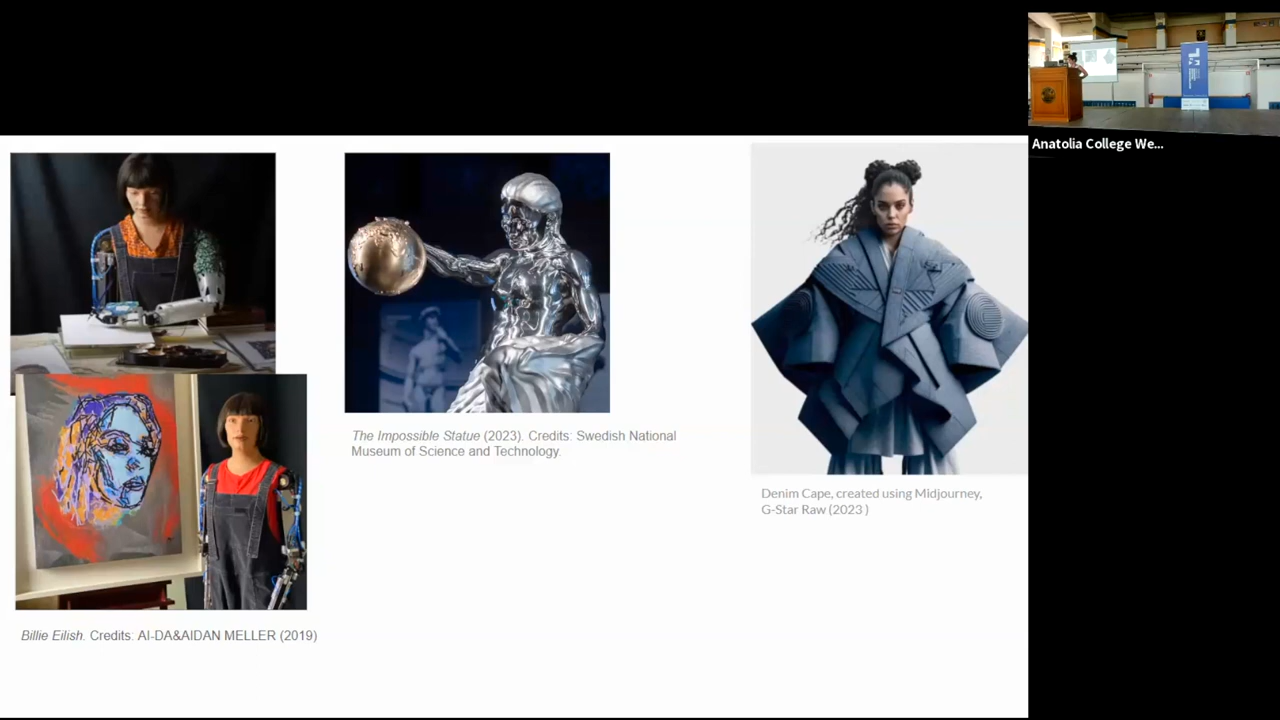 Anatolia College We...
The Impossible Statue (2023). Credits: Swedish National
Museum of Science and Technology.
Denim Cape, created using Midjourney,
G-Star Raw (2023 )
Billie Eilish. Credits: AI-DA&AIDAN MELLER (2019)